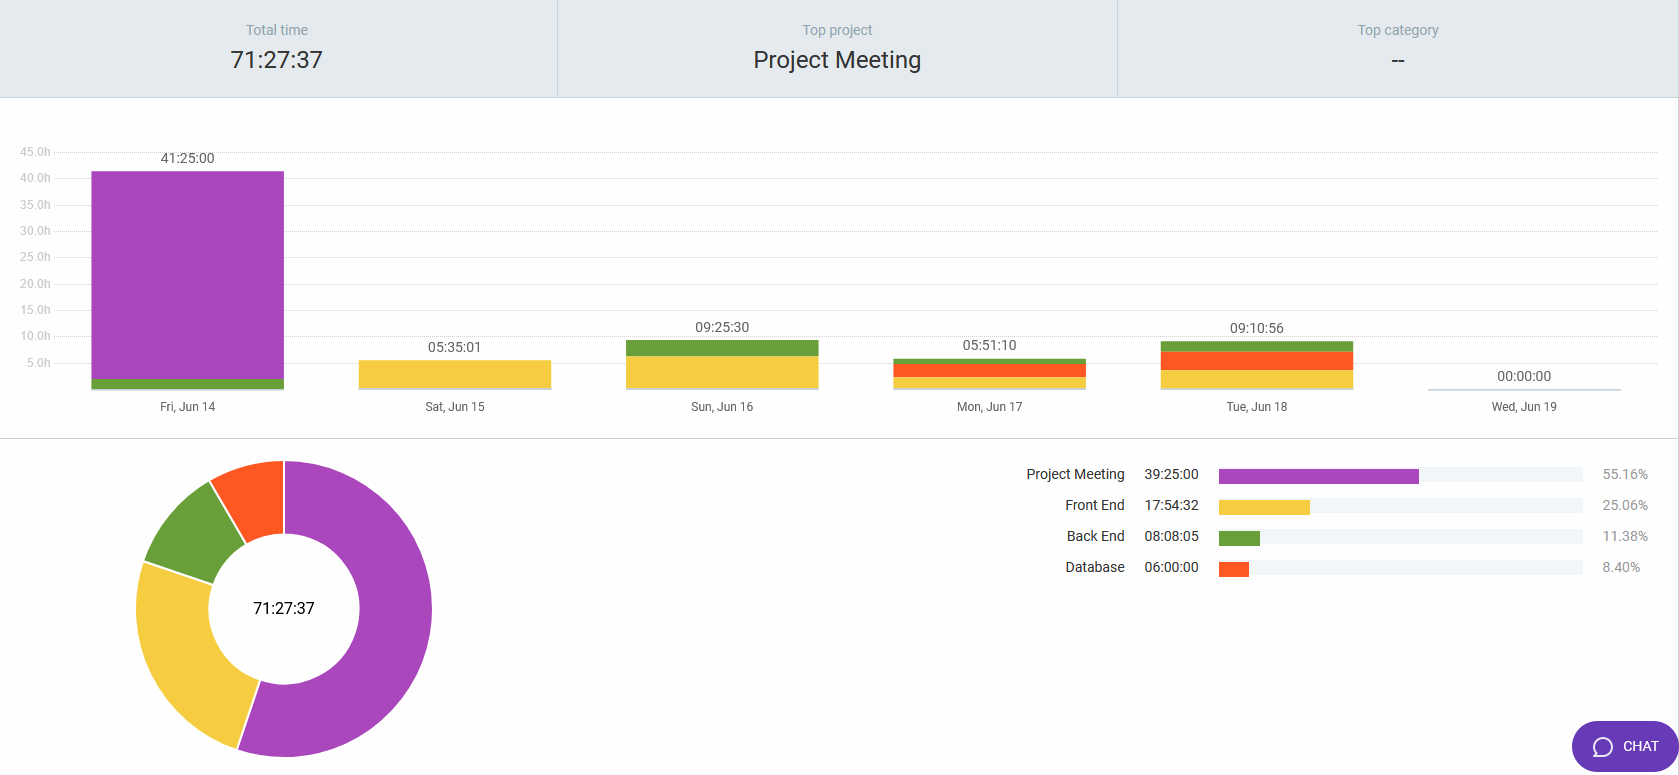 Total time
71:27:37
Top project
Project Meeting
Top category
--
45.0h
40.0h
35.0h
30.0h
25.0h
20.0h
15.0h
10.0h
5.0h
41:25:00
05:35:01
09:25:30
05:51:10
09:10:56
00:00:00
Fri, Jun 14
Sat, Jun 15
Sun, Jun 16
Mon, Jun 17
Tue, Jun 18
Wed, Jun 19
71:27:37
Project Meeting 39:25:00 55.16%
Front End 17:54:32 25.06%
Back End 08:08:05 11.38%
Database 06:00:00 8.40%
CHAT